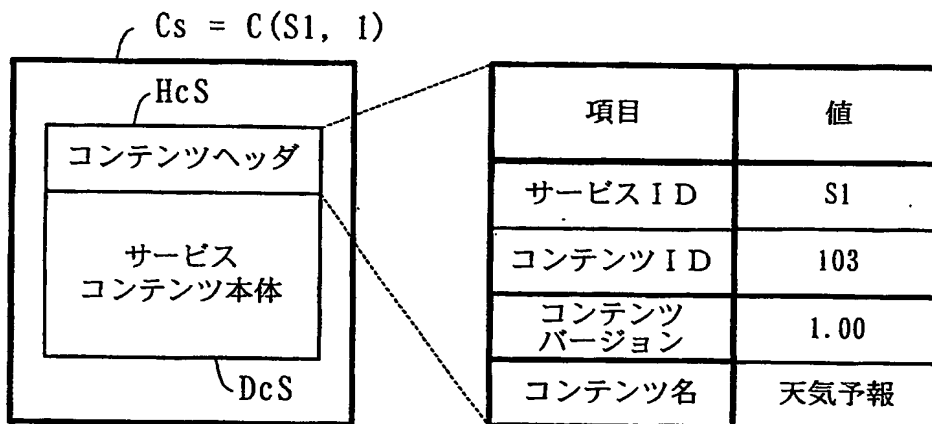 Cs = C(S1, 1)
HcS
コンテンツヘッダ
サービス
コンテンツ本体
DcS
項目 値
サービスＩＤ S1
コンテンツＩＤ 103
コンテンツ
バージョン 1.00
コンテンツ名 天気予報